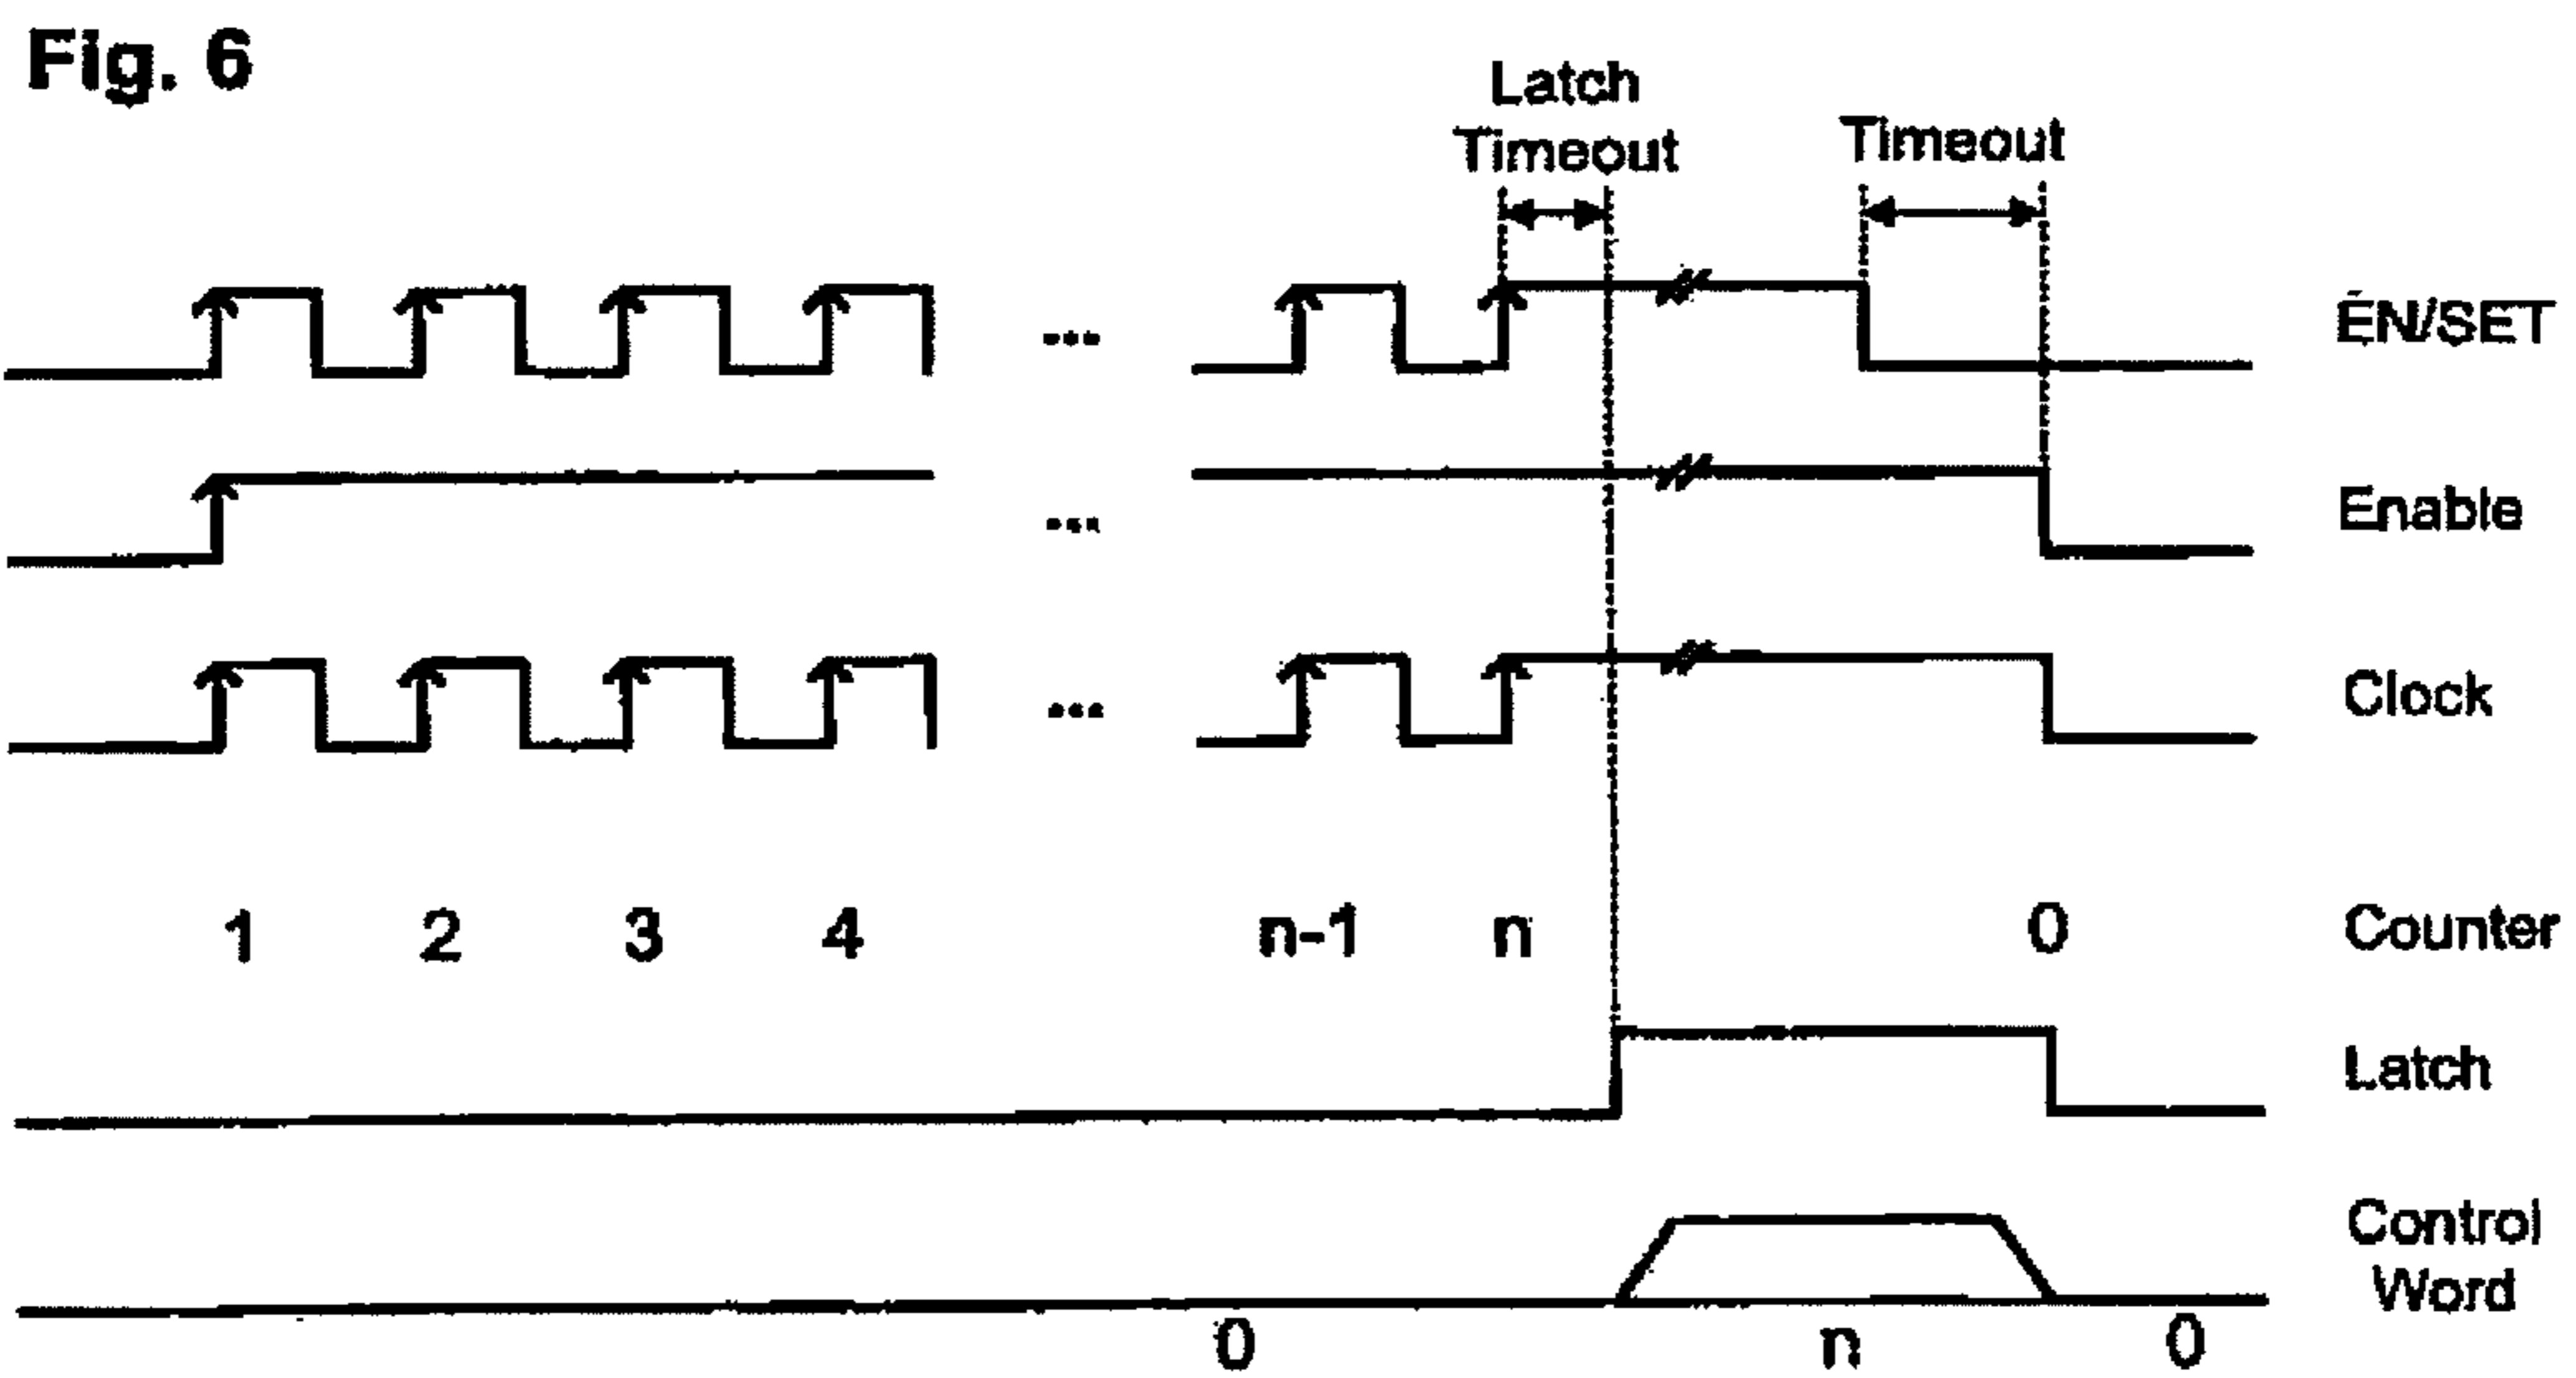 Fig. 6
Latch
Timeout
Timeout
...
EN/SET
...
Enable
...
Clock
1 2 3 4 n-1 n 0 Counter
Latch
Control
Word
0 n 0